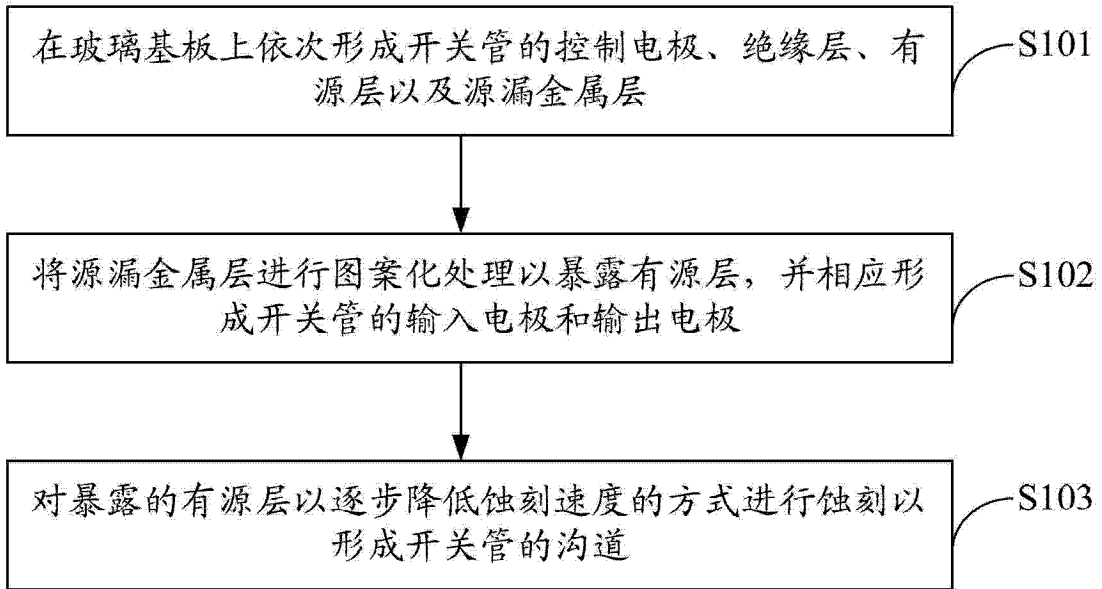 在玻璃基板上依次形成开关管的控制电极、绝缘层、有
源层以及源漏金属层
S101
将源漏金属层进行图案化处理以暴露有源层，并相应形
成开关管的输入电极和输出电极
S102
对暴露的有源层以逐步降低蚀刻速度的方式进行蚀刻以
形成开关管的沟道
S103